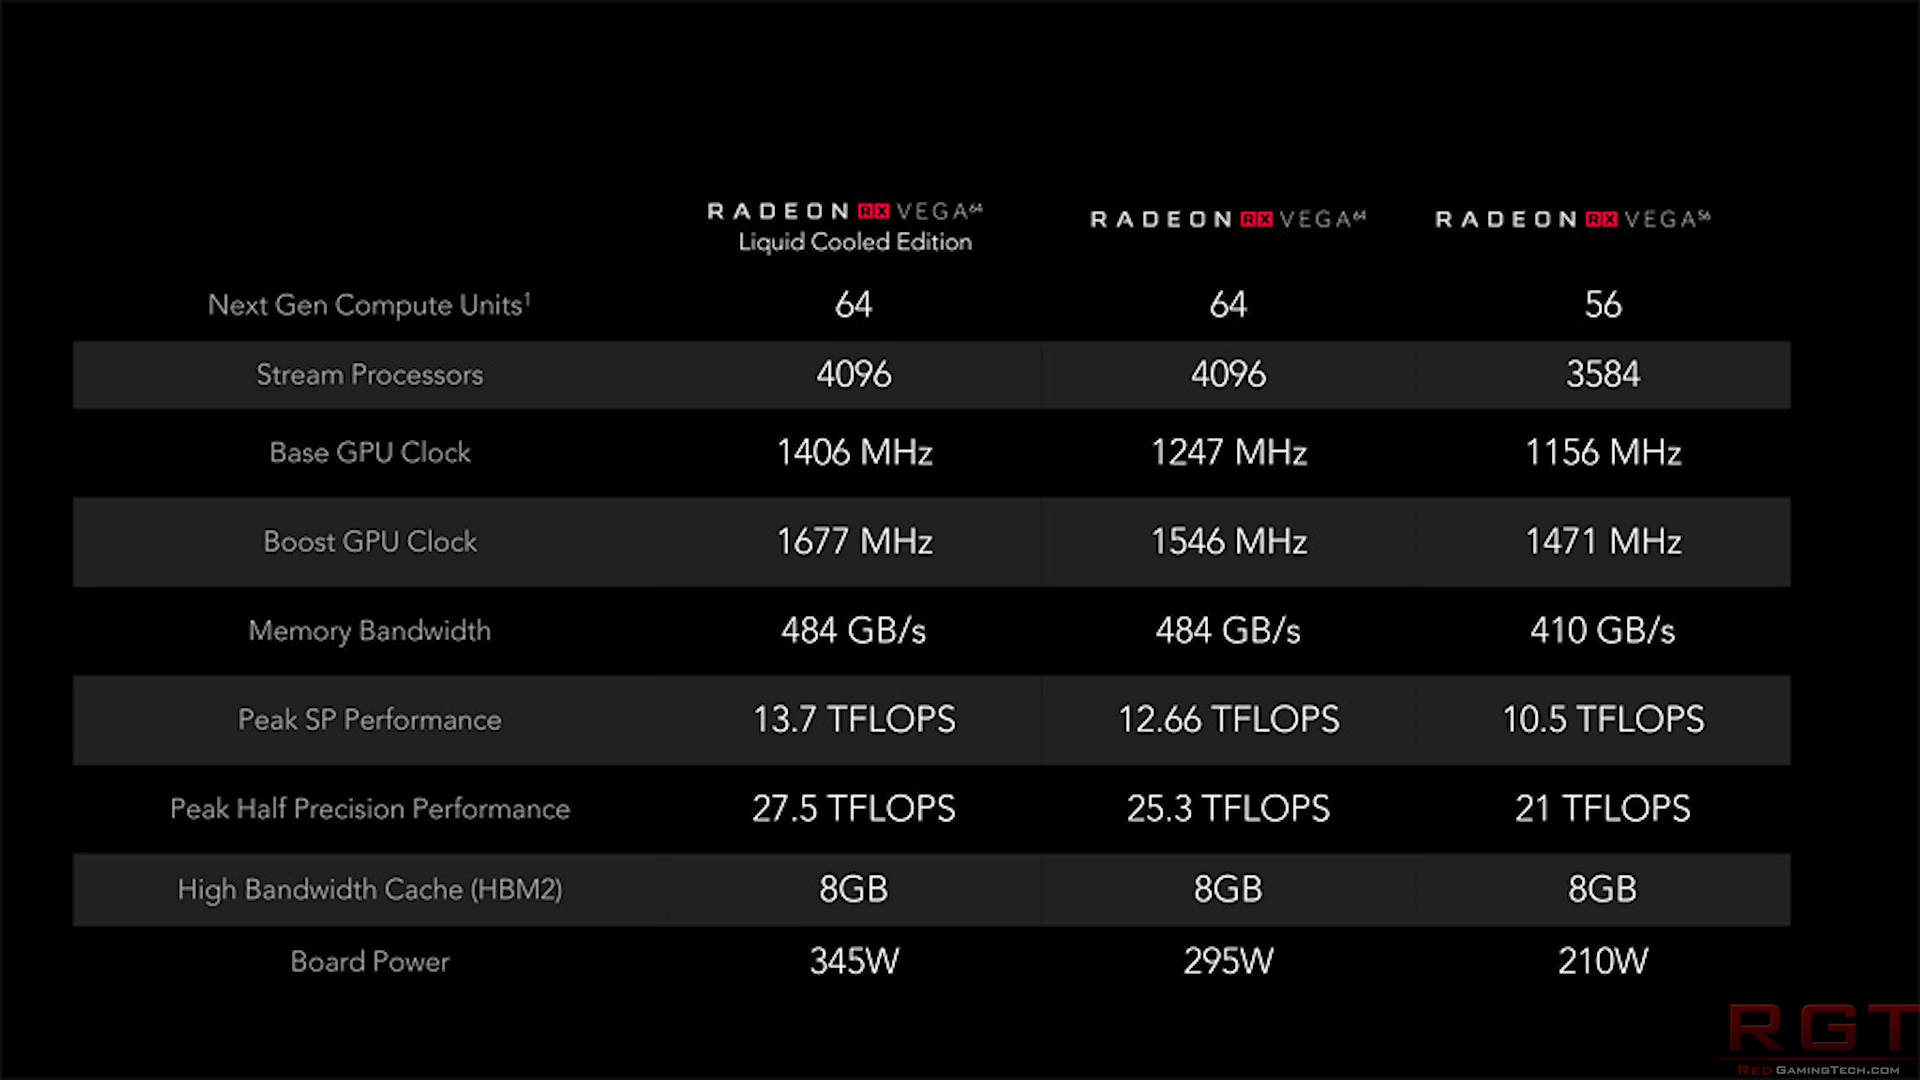 RADEON RX VEGA⁶⁴
Liquid Cooled Edition
RADEON RX VEGA⁶⁴
RADEON RX VEGA⁵⁶
Next Gen Compute Units¹ 64 64 56
Stream Processors 4096 4096 3584
Base GPU Clock 1406 MHz 1247 MHz 1156 MHz
Boost GPU Clock 1677 MHz 1546 MHz 1471 MHz
Memory Bandwidth 484 GB/s 484 GB/s 410 GB/s
Peak SP Performance 13.7 TFLOPS 12.66 TFLOPS 10.5 TFLOPS
Peak Half Precision Performance 27.5 TFLOPS 25.3 TFLOPS 21 TFLOPS
High Bandwidth Cache (HBM2) 8GB 8GB 8GB
Board Power 345W 295W 210W
RGT
RED GAMINGTECH.COM